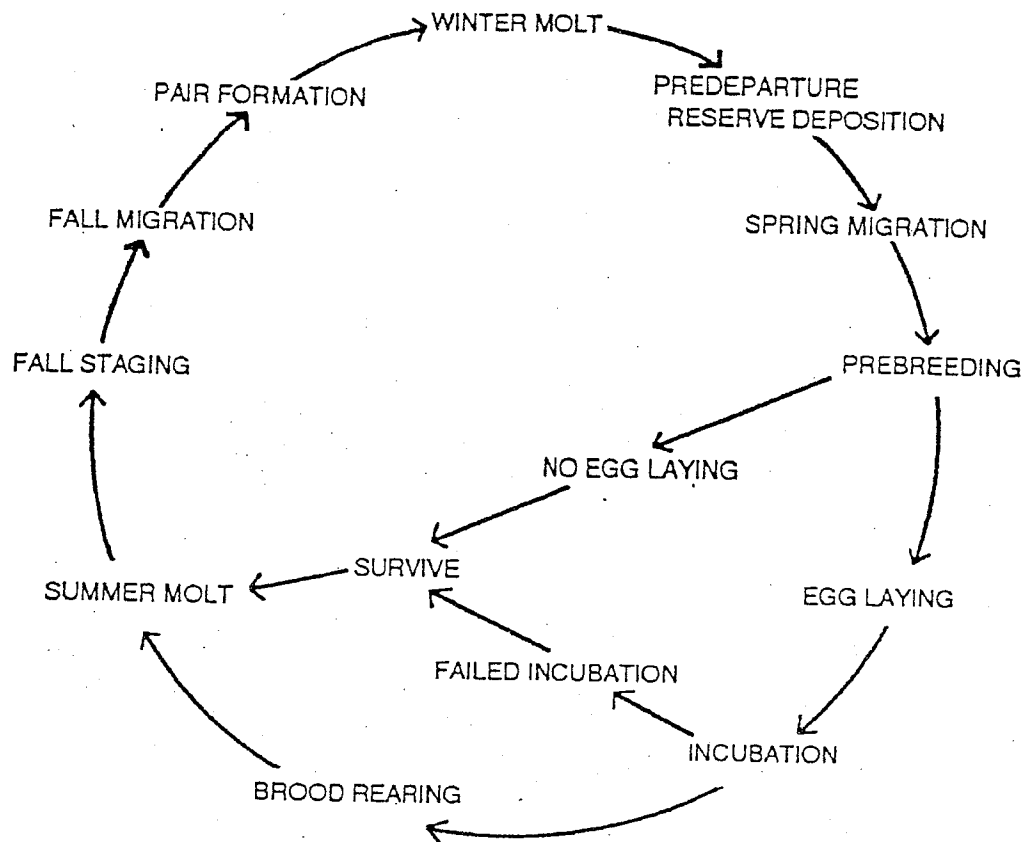 WINTER MOLT
PREDEPARTURE
RESERVE DEPOSITION
PAIR FORMATION
FALL MIGRATION
SPRING MIGRATION
FALL STAGING
PREBREEDING
NO EGG LAYING
SURVIVE
SUMMER MOLT
EGG LAYING
FAILED INCUBATION
INCUBATION
BROOD REARING